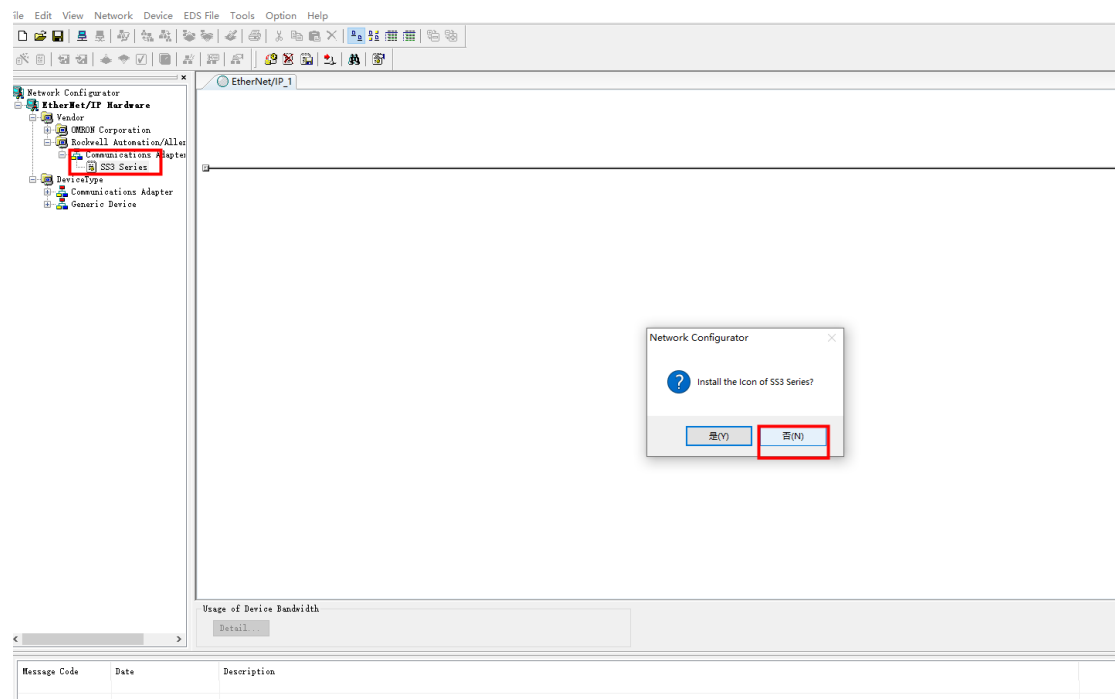 ile Edit View Network Device EDS File Tools Option Help
EtherNet/IP_1
Network Configurator
EtherNet/IP Hardware
Vendor
OMRON Corporation
Rockwell Automation/Aller
Communications Adapter
SS3 Series
DeviceType
Communications Adapter
Generic Device
Network Configurator
Install the Icon of SS3 Series?
是(Y) 否(N)
Usage of Device Bandwidth
Detail...
Message Code Date Description